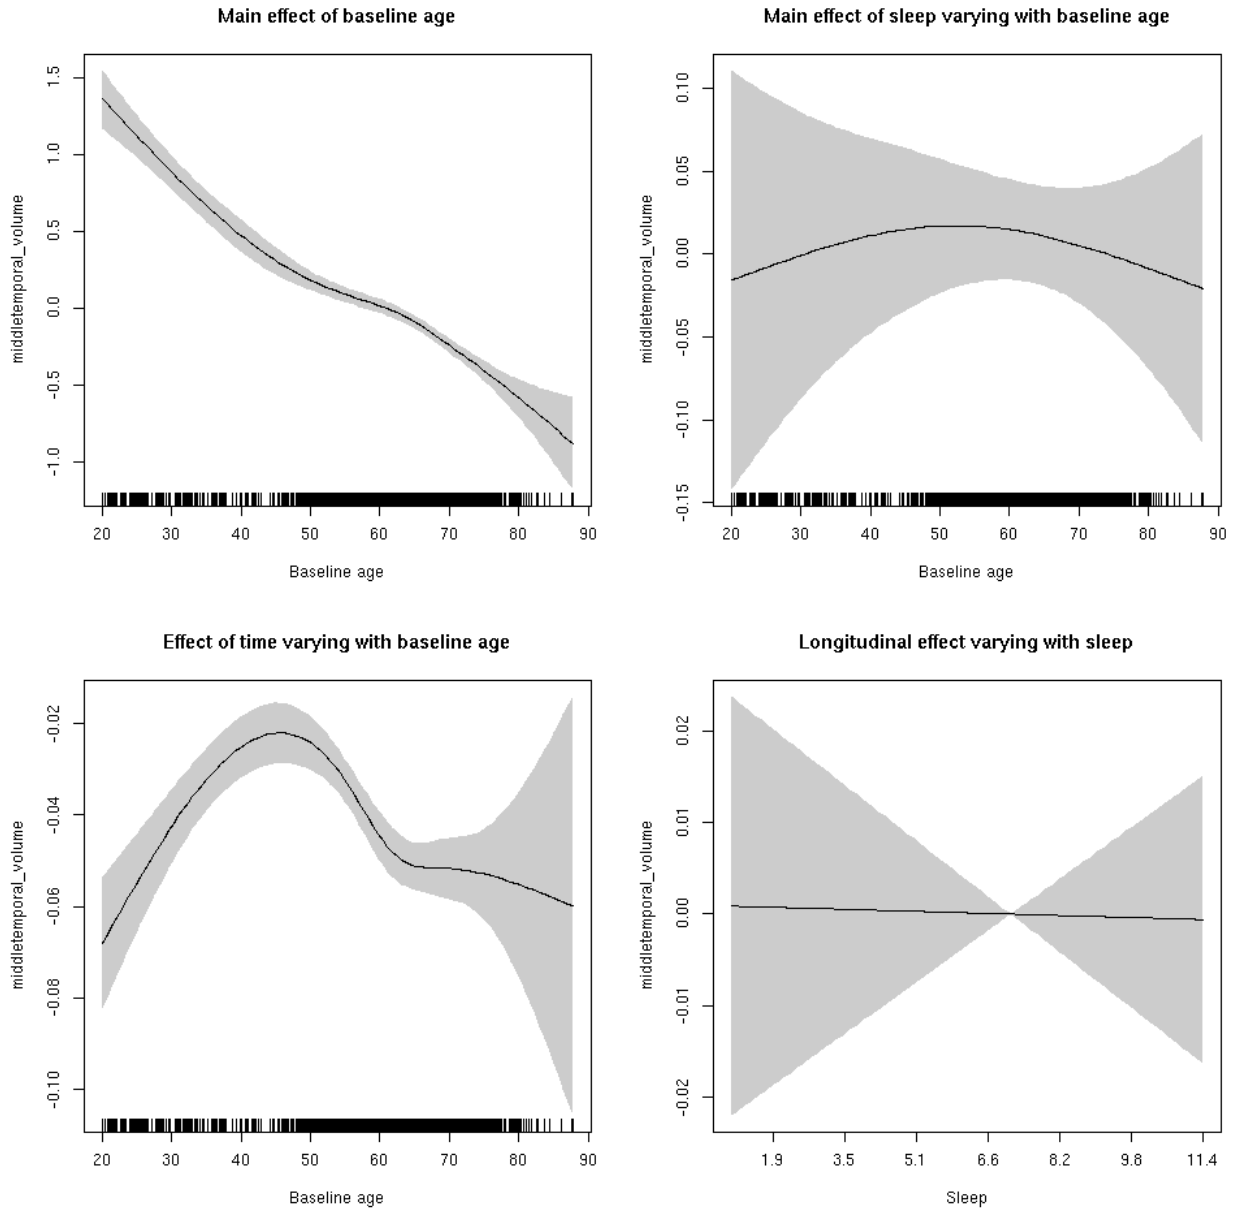 Main effect of baseline age
middletemporal_volume
1.5
1.0
0.5
0.0
-0.5
-1.0
20 30 40 50 60 70 80 90
Baseline age
Main effect of sleep varying with baseline age
middletemporal_volume
0.10
0.05
0.00
-0.05
-0.10
-0.15
20 30 40 50 60 70 80 90
Baseline age
Effect of time varying with baseline age
middletemporal_volume
-0.02
-0.04
-0.06
-0.08
-0.10
20 30 40 50 60 70 80 90
Baseline age
Longitudinal effect varying with sleep
middletemporal_volume
0.02
0.01
0.00
-0.01
-0.02
1.9 3.5 5.1 6.6 8.2 9.8 11.4
Sleep